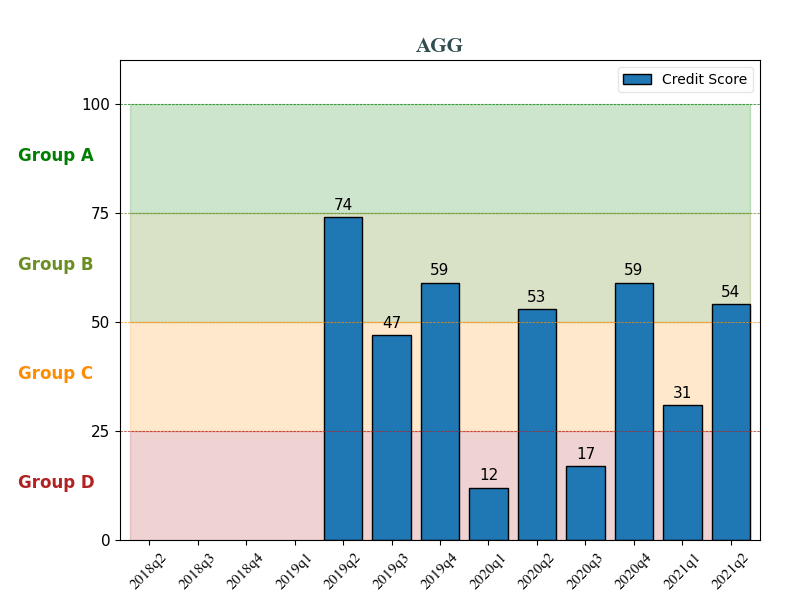 AGG
Credit Score
100
Group A
75
74
Group B
59
59
53
54
50
47
Group C
31
25
17
12
Group D
0
2018q2
2018q3
2018q4
2019q1
2019q2
2019q3
2019q4
2020q1
2020q2
2020q3
2020q4
2021q1
2021q2